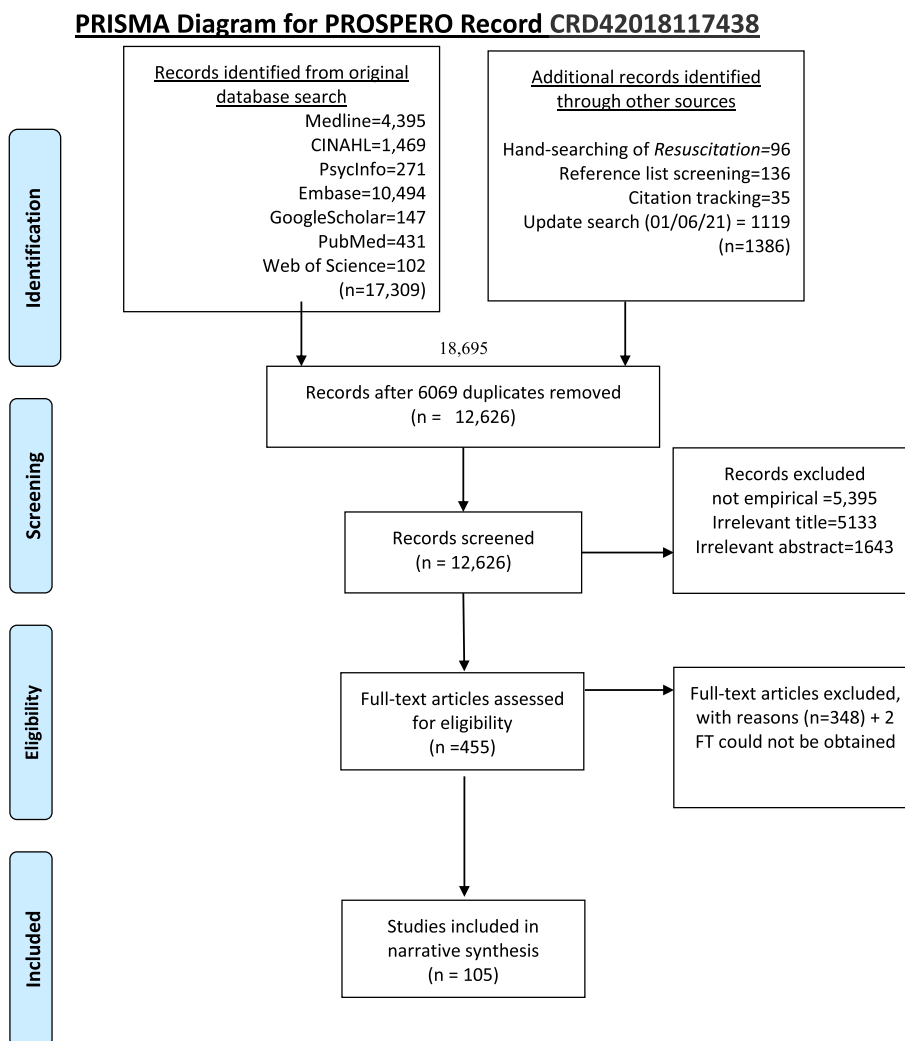 PRISMA Diagram for PROSPERO Record CRD42018117438
Records identified from original
database search
Medline=4,395
CINAHL=1,469
PsycInfo=271
Embase=10,494
GoogleScholar=147
PubMed=431
Web of Science=102
(n=17,309)
Additional records identified
through other sources
Hand-searching of Resuscitation=96
Reference list screening=136
Citation tracking=35
Update search (01/06/21) = 1119
(n=1386)
Identification
18,695
Records after 6069 duplicates removed
(n = 12,626)
Screening
Records screened
(n = 12,626)
Records excluded
not empirical =5,395
Irrelevant title=5133
Irrelevant abstract=1643
Eligibility
Full-text articles assessed
for eligibility
(n =455)
Full-text articles excluded,
with reasons (n=348) + 2
FT could not be obtained
Included
Studies included in
narrative synthesis
(n = 105)